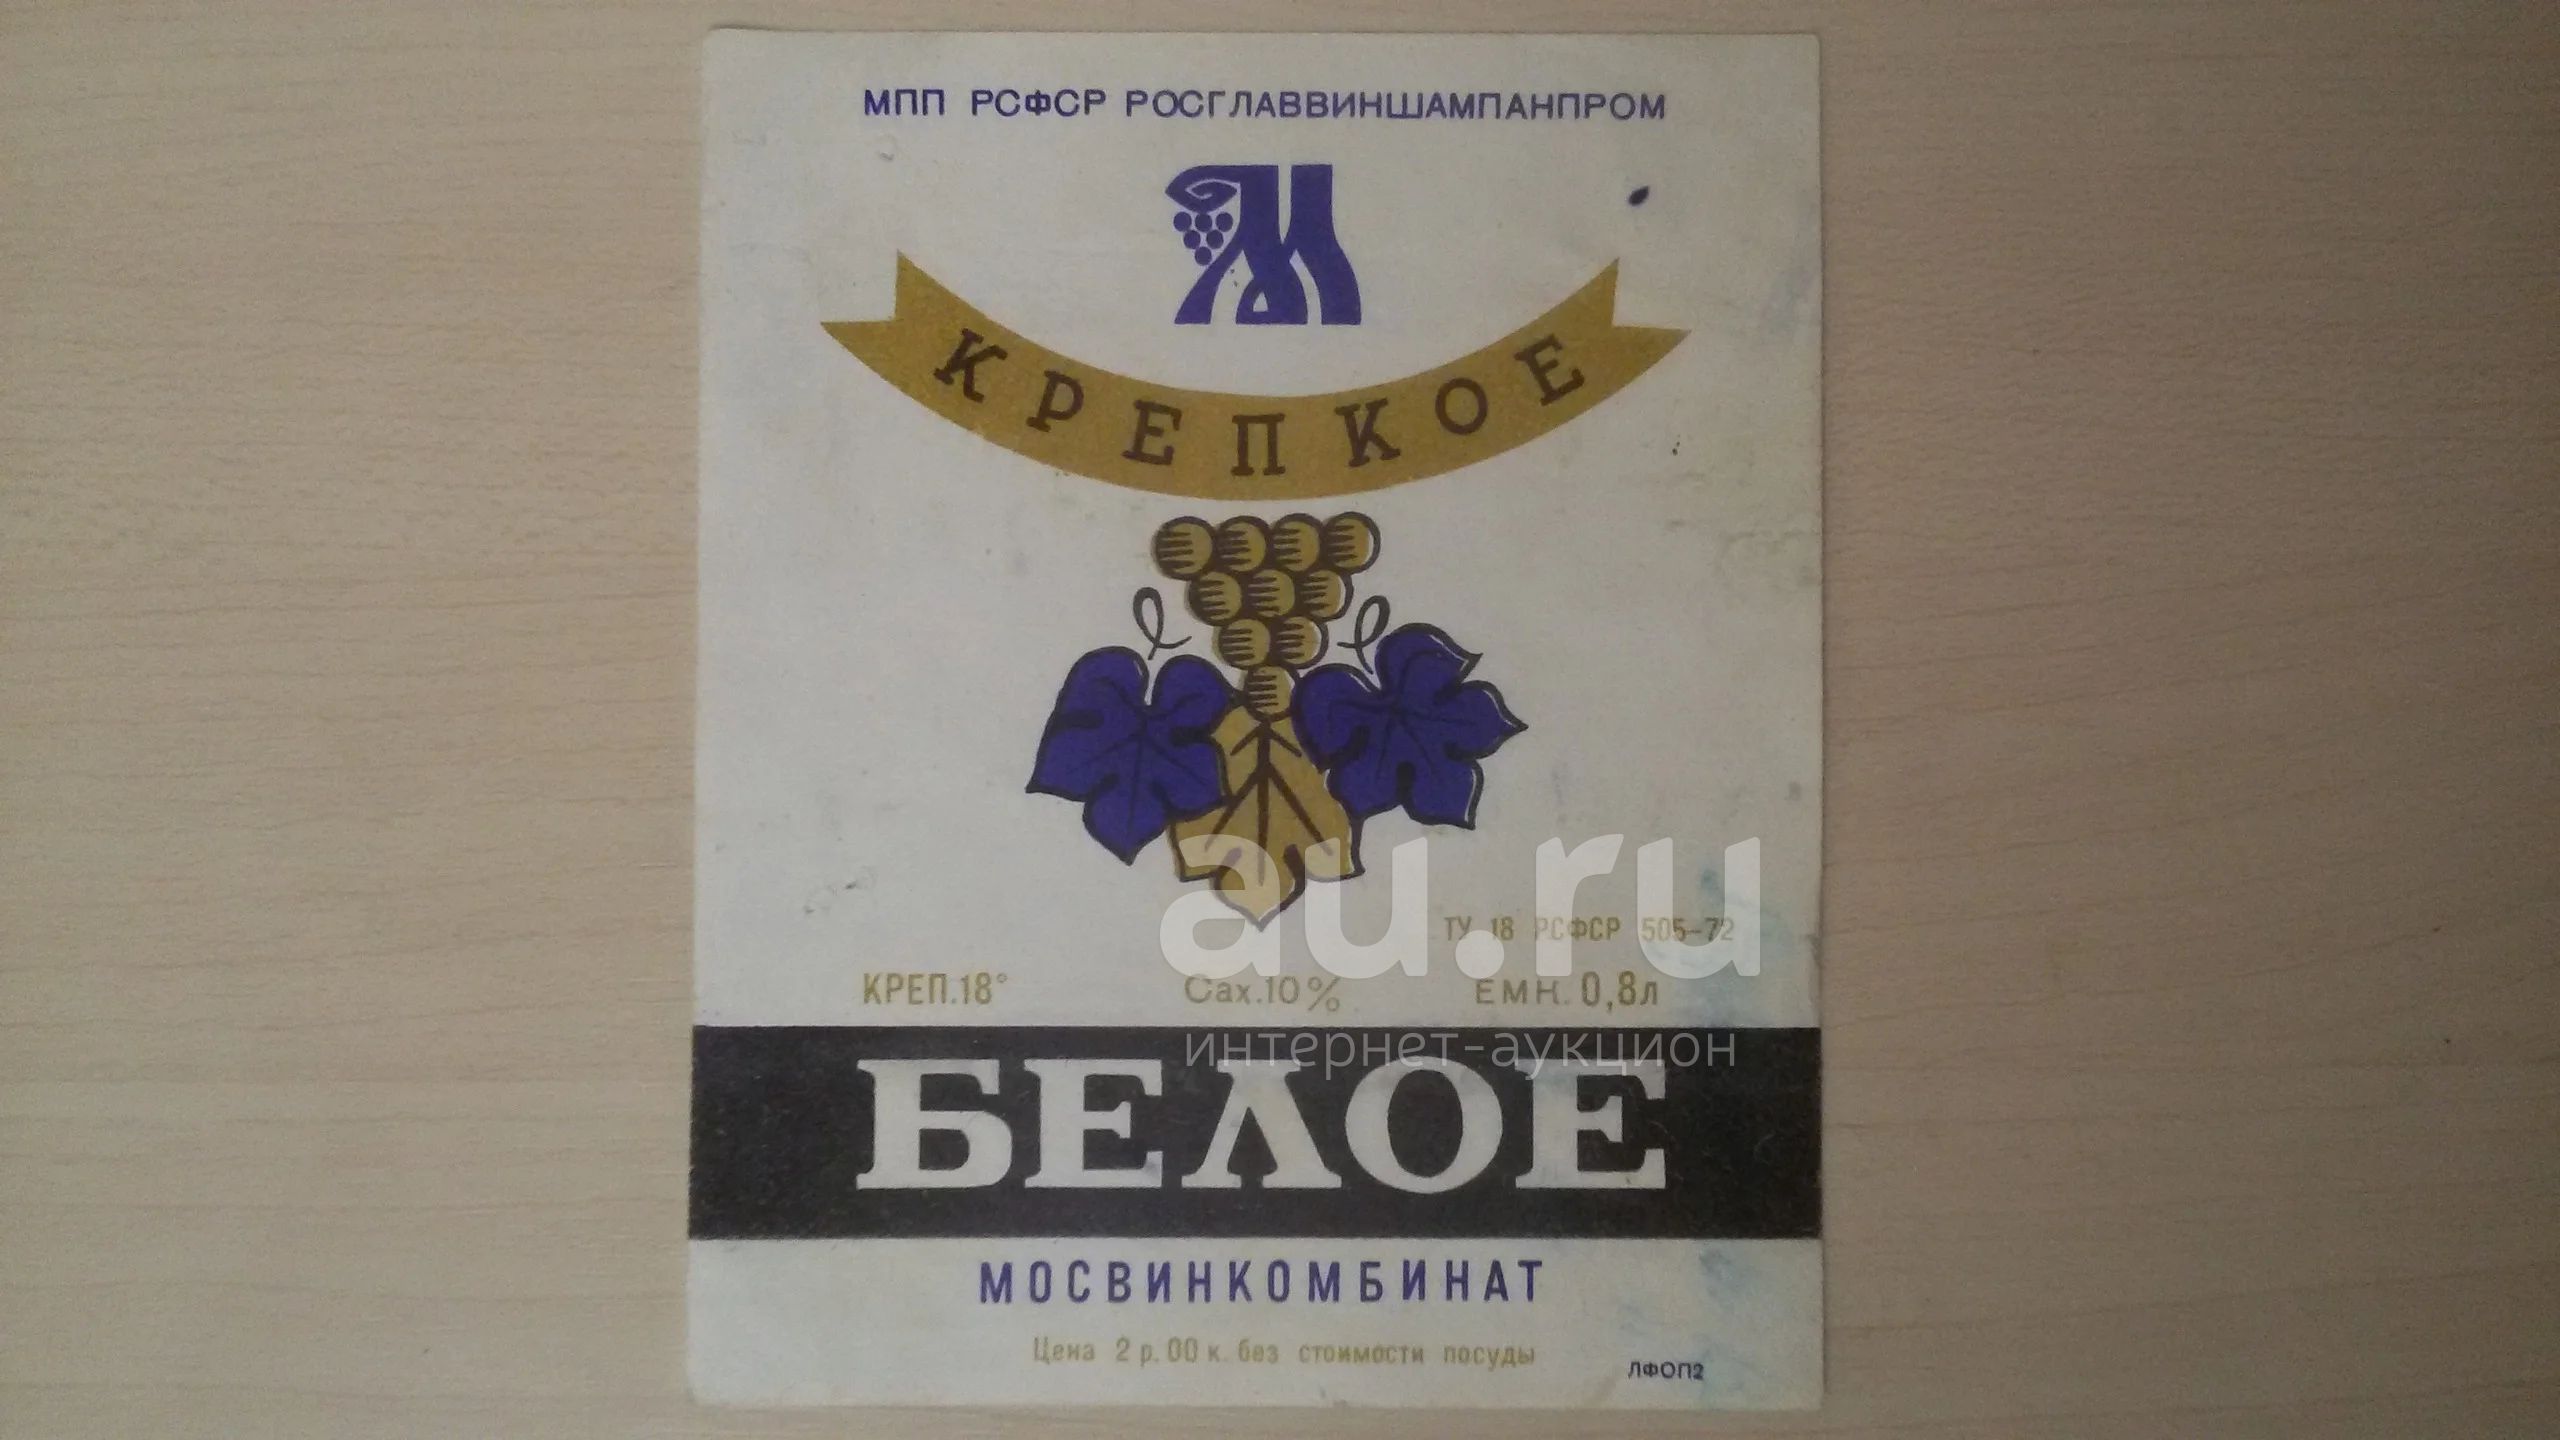 МПП РСФСР РОСГЛАВВИНШАМПАНПРОМ
М
КРЕПКОЕ
au.ru
ТУ 18 РСФСР 505-72
КРЕП.18° Сах.10% ЕМК. 0,8л
интернет-аукцион
БЕЛОЕ
МОСВИНКОМБИНАТ
Цена 2 р. 00 к. без стоимости посуды
ЛФОП2